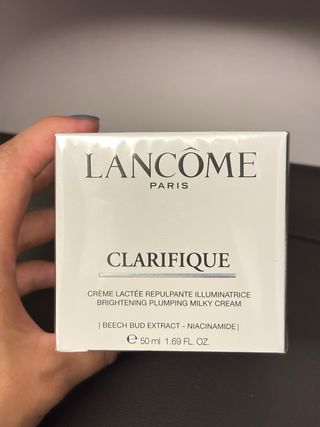 LANCÔME
PARIS
CLARIFIQUE
CRÈME LACTÉE REPULPANTE ILLUMINATRICE
BRIGHTENING PLUMPING MILKY CREAM
| BEECH BUD EXTRACT - NIACINAMIDE |
℮ 50 ml 1.69 FL. OZ.